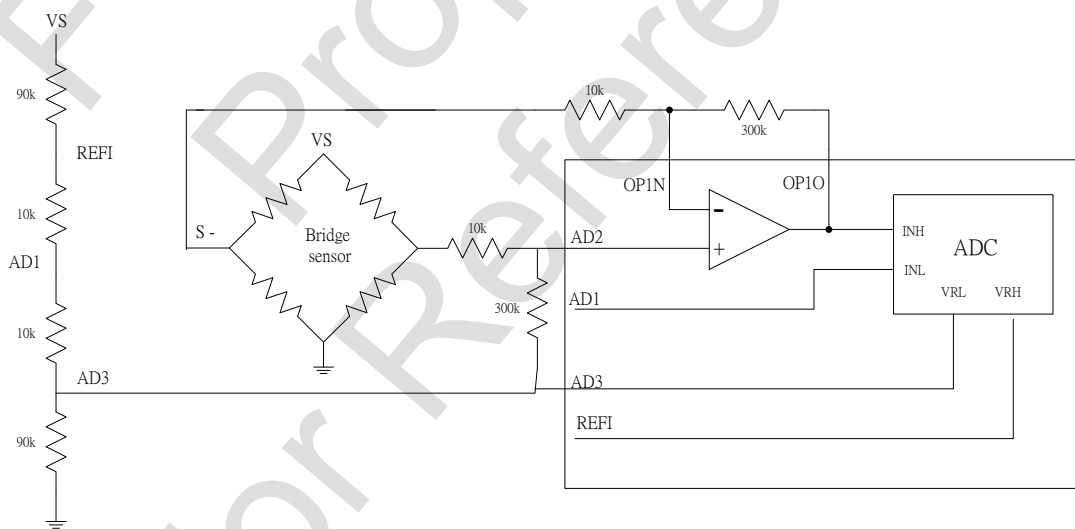 VS
90k
REFI
10k
AD1
10k
AD3
90k
10k
300k
VS
S -
Bridge
sensor
10k
300k
AD2
AD1
AD3
REFI
OP1N
OP1O
-
+
INH
ADC
INL
VRL VRH